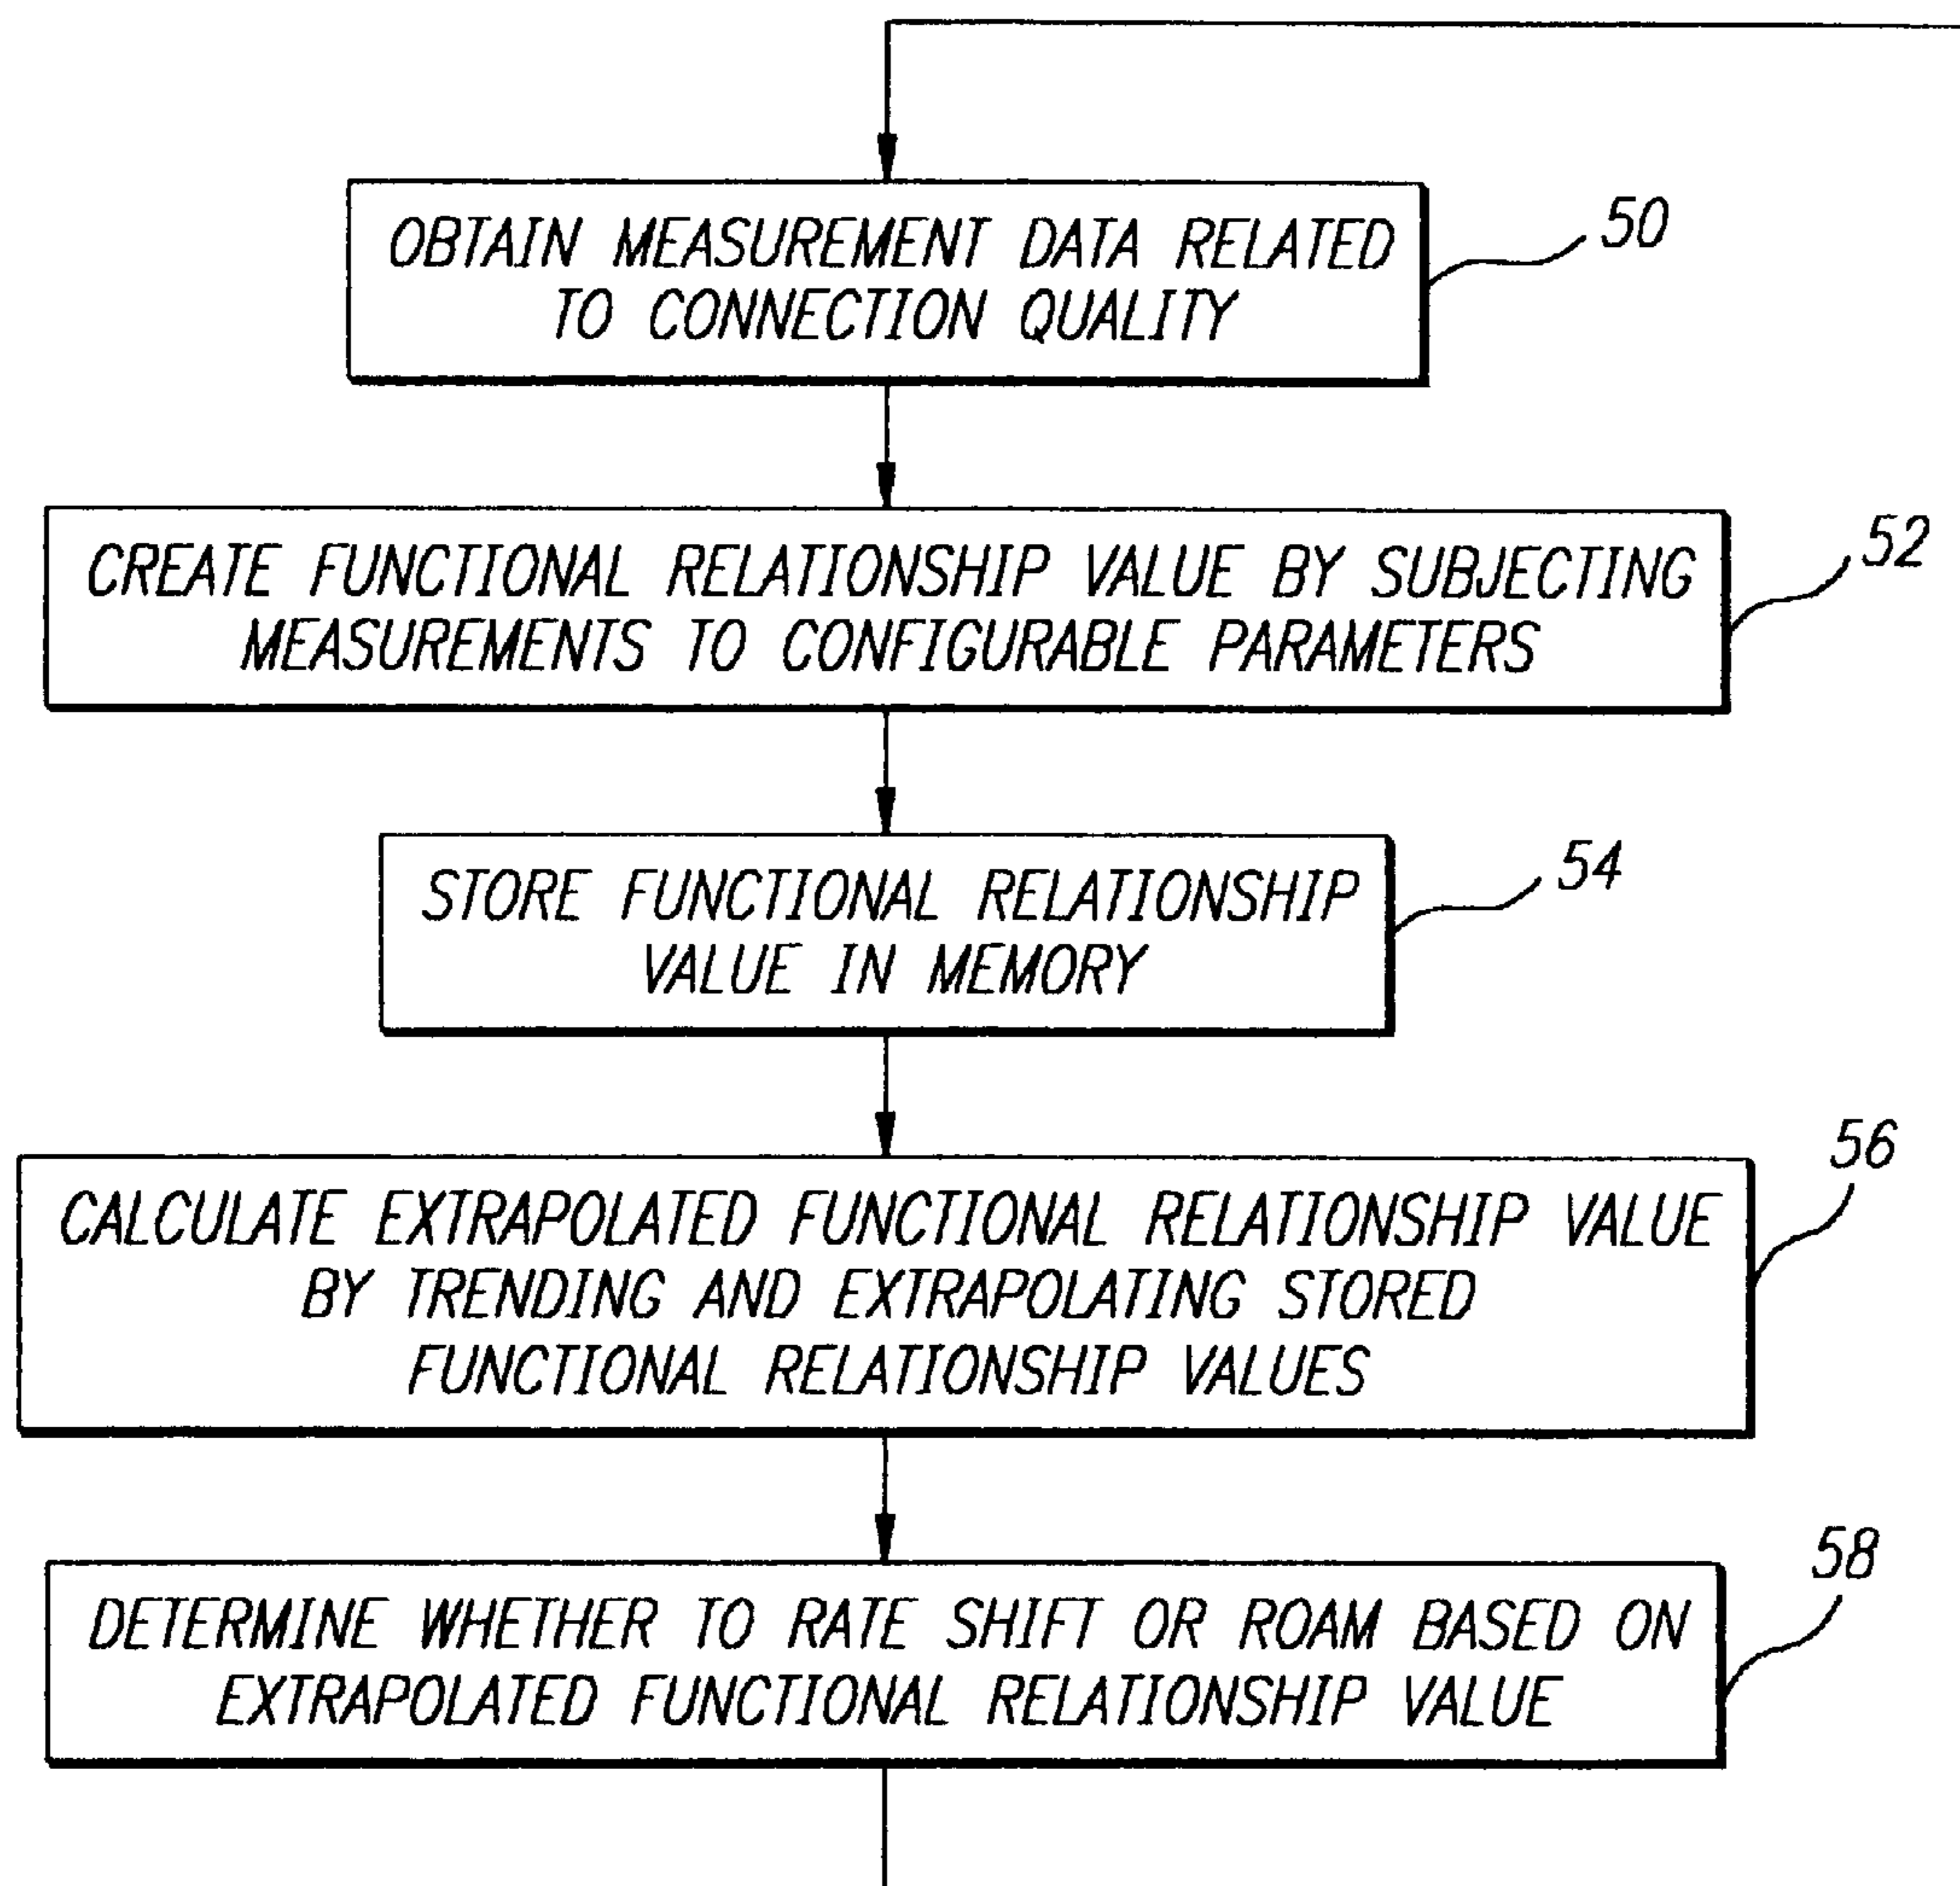 OBTAIN MEASUREMENT DATA RELATED
TO CONNECTION QUALITY
50
CREATE FUNCTIONAL RELATIONSHIP VALUE BY SUBJECTING
MEASUREMENTS TO CONFIGURABLE PARAMETERS
52
STORE FUNCTIONAL RELATIONSHIP
VALUE IN MEMORY
54
CALCULATE EXTRAPOLATED FUNCTIONAL RELATIONSHIP VALUE
BY TRENDING AND EXTRAPOLATING STORED
FUNCTIONAL RELATIONSHIP VALUES
56
DETERMINE WHETHER TO RATE SHIFT OR ROAM BASED ON
EXTRAPOLATED FUNCTIONAL RELATIONSHIP VALUE
58